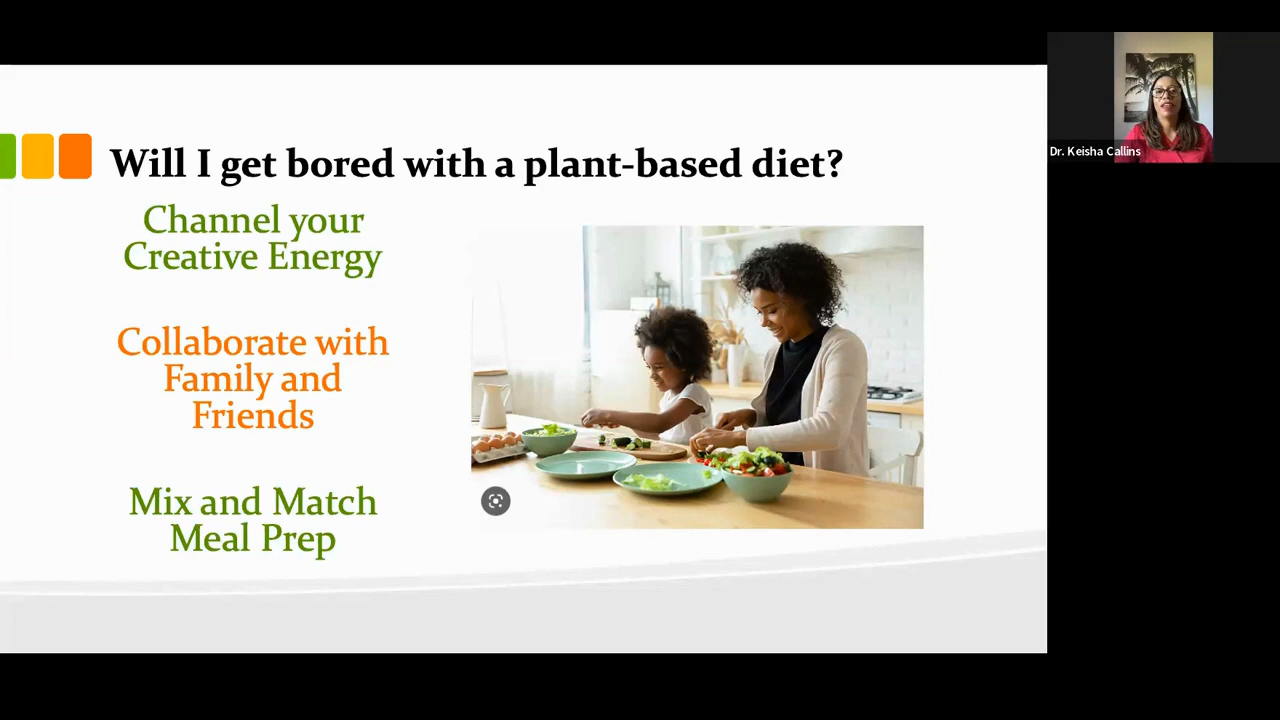 Will I get bored with a plant-based diet?
Channel your
Creative Energy
Collaborate with
Family and
Friends
Mix and Match
Meal Prep
Dr. Keisha Callins